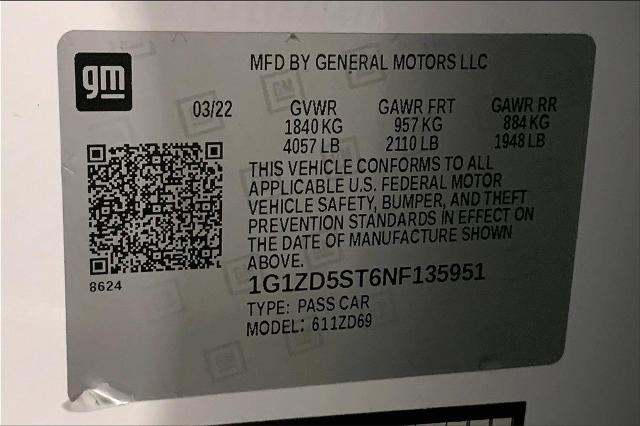 gm
MFD BY GENERAL MOTORS LLC
03/22 GVWR GAWR FRT GAWR RR
1840 KG 957 KG 884 KG
4057 LB 2110 LB 1948 LB
THIS VEHICLE CONFORMS TO ALL
APPLICABLE U.S. FEDERAL MOTOR
VEHICLE SAFETY, BUMPER, AND THEFT
PREVENTION STANDARDS IN EFFECT ON
THE DATE OF MANUFACTURE SHOWN
ABOVE.
8624
1G1ZD5ST6NF135951
TYPE: PASS CAR
MODEL: 611ZD69